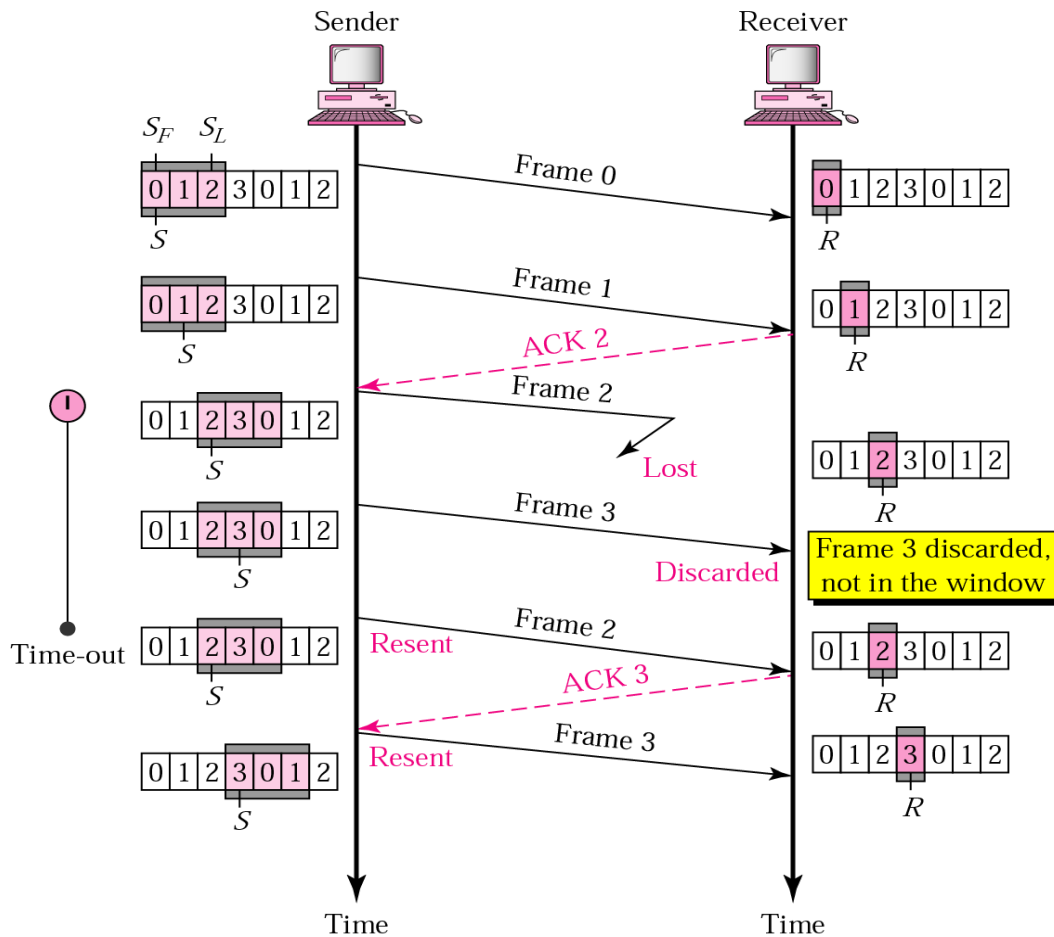 Sender
Receiver
S_F S_L
0 1 2 3 0 1 2
S
Frame 0
0 1 2 3 0 1 2
R
0 1 2 3 0 1 2
S
Frame 1
0 1 2 3 0 1 2
R
ACK 2
0 1 2 3 0 1 2
S
Frame 2
Lost
0 1 2 3 0 1 2
R
0 1 2 3 0 1 2
S
Frame 3
Discarded
Frame 3 discarded,
not in the window
Time-out
0 1 2 3 0 1 2
S
Resent
Frame 2
0 1 2 3 0 1 2
R
ACK 3
0 1 2 3 0 1 2
S
Resent
Frame 3
0 1 2 3 0 1 2
R
Time
Time